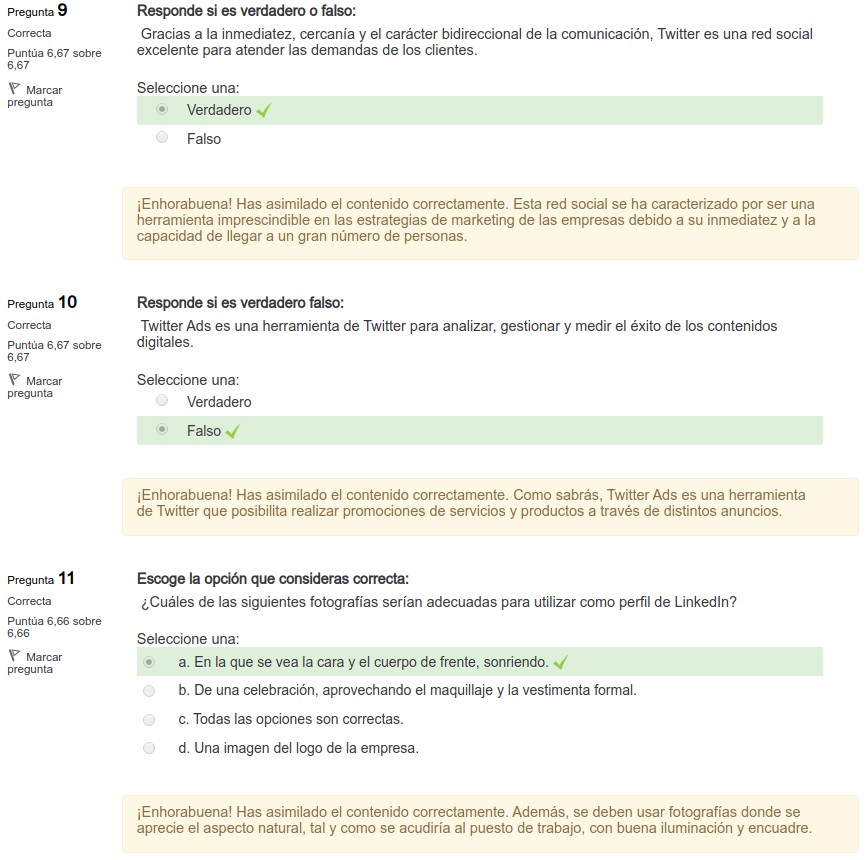 Pregunta 9
Correcta
Puntúa 6,67 sobre
6,67
Marcar
pregunta
Responde si es verdadero o falso:
Gracias a la inmediatez, cercanía y el carácter bidireccional de la comunicación, Twitter es una red social
excelente para atender las demandas de los clientes.
Seleccione una:
Verdadero
Falso
¡Enhorabuena! Has asimilado el contenido correctamente. Esta red social se ha caracterizado por ser una
herramienta imprescindible en las estrategias de marketing de las empresas debido a su inmediatez y a la
capacidad de llegar a un gran número de personas.
Pregunta 10
Correcta
Puntúa 6,67 sobre
6,67
Marcar
pregunta
Responde si es verdadero falso:
Twitter Ads es una herramienta de Twitter para analizar, gestionar y medir el éxito de los contenidos
digitales.
Seleccione una:
Verdadero
Falso
¡Enhorabuena! Has asimilado el contenido correctamente. Como sabrás, Twitter Ads es una herramienta
de Twitter que posibilita realizar promociones de servicios y productos a través de distintos anuncios.
Pregunta 11
Correcta
Puntúa 6,66 sobre
6,66
Marcar
pregunta
Escoge la opción que consideras correcta:
¿Cuáles de las siguientes fotografías serían adecuadas para utilizar como perfil de LinkedIn?
Seleccione una:
a. En la que se vea la cara y el cuerpo de frente, sonriendo.
b. De una celebración, aprovechando el maquillaje y la vestimenta formal.
c. Todas las opciones son correctas.
d. Una imagen del logo de la empresa.
¡Enhorabuena! Has asimilado el contenido correctamente. Además, se deben usar fotografías donde se
aprecie el aspecto natural, tal y como se acudiría al puesto de trabajo, con buena iluminación y encuadre.